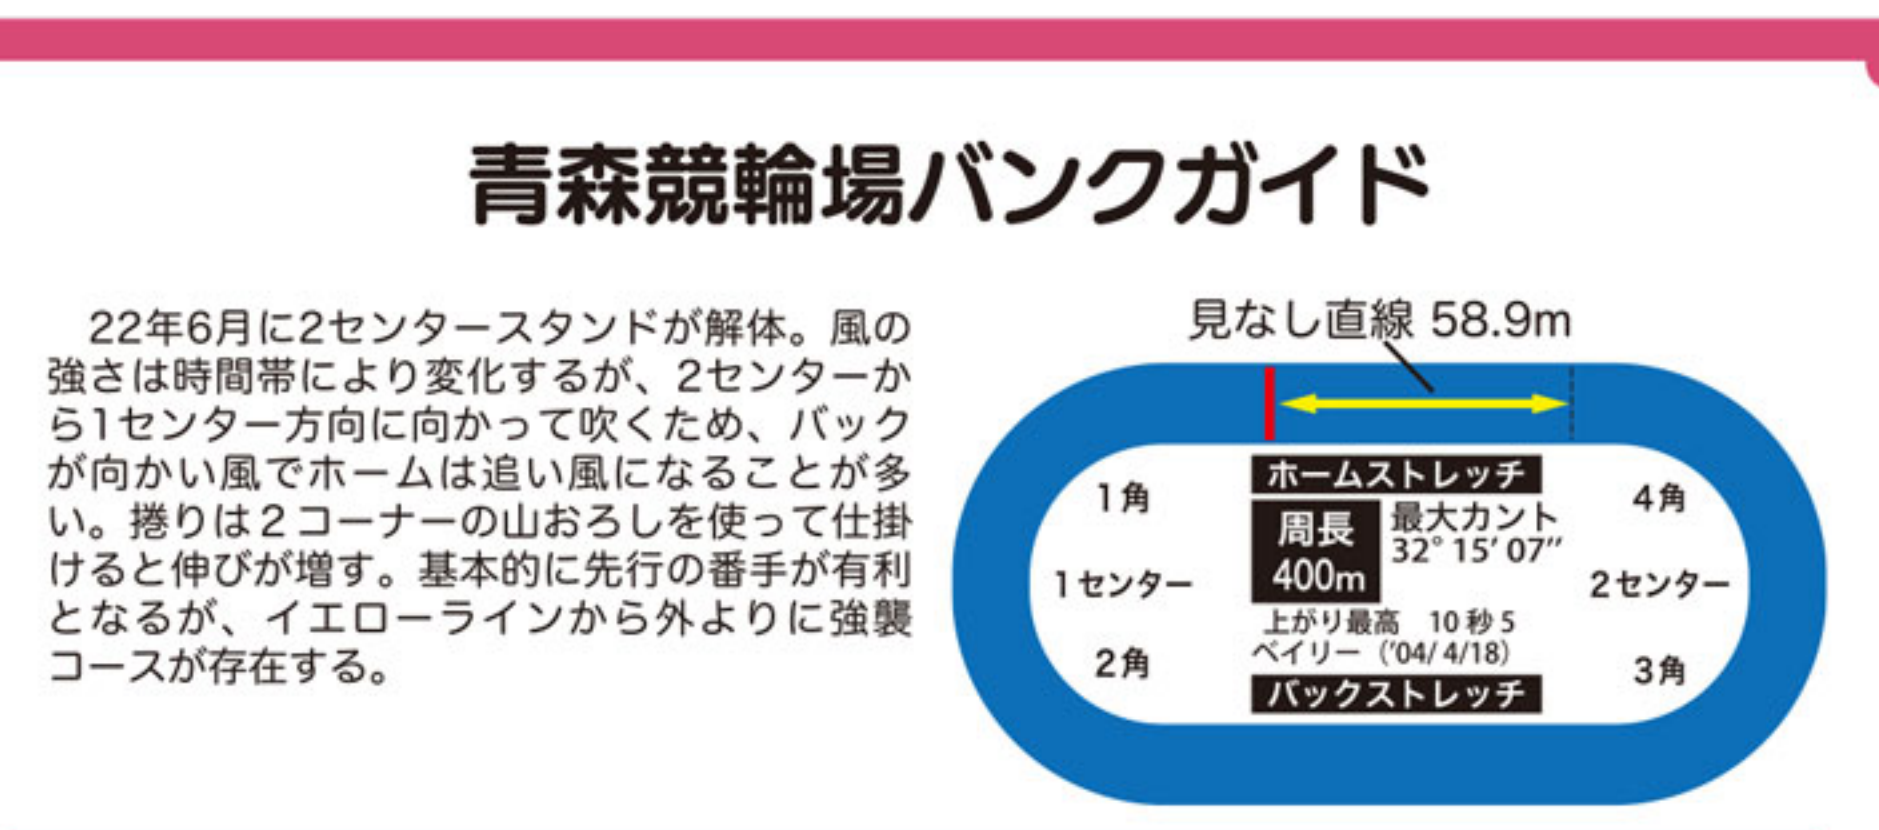 青森競輪場バンクガイド
22年6月に2センタースタンドが解体。風の
強さは時間帯により変化するが、2センターか
ら1センター方向に向かって吹くため、バック
が向かい風でホームは追い風になることが多
い。捲りは2コーナーの山おろしを使って仕掛
けると伸びが増す。基本的に先行の番手が有利
となるが、イエローラインから外よりに強襲
コースが存在する。
見なし直線 58.9m
ホームストレッチ
1角
4角
周長
400m
最大カント
32° 15′ 07″
1センター
2センター
上がり最高 10秒5
ベイリー（'04/ 4/18）
2角
3角
バックストレッチ